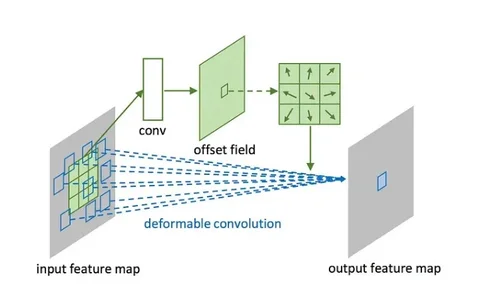 conv
offset field
deformable convolution
input feature map
output feature map